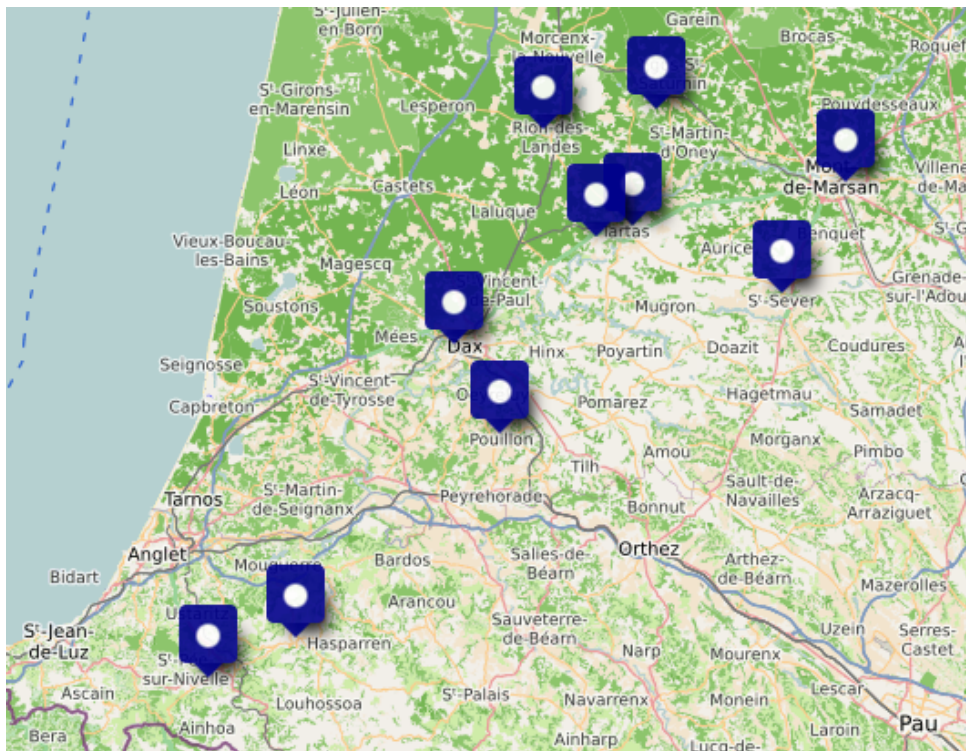 Sᵗ-Julien-
en-Born
Garein
Morcenx-
la-Nouvelle
Brocas
Roquef
Sᵗ-Girons-
en-Marensin
Lesperon
Pouydesseaux
Rion-des-
Landes
Sᵗ-Martin-
d'Oney
Linxe
Léon
Castets
Mont-
de-Marsan
Villene
de-Ma
Laluque
Tartas
Vieux-Boucau-
les-Bains
Aurice
Benquet
Sᵗ-G
Magescq
Grenade-
sur-l'Adou
Soustons
Mugron
Sᵗ-Sever
Mées
Dax
Hinx
Poyartin
Doazit
Coudures
Seignosse
Sᵗ-Vincent-
de-Tyrosse
Capbreton
Pomarez
Hagetmau
Samadet
Pouillon
Morganx
Pimbo
Tilh
Amou
Tarnos
Sᵗ-Martin-
de-Seignanx
Peyrehorade
Sault-de-
Navailles
Bonnut
Arzacq-
Arraziguet
Anglet
Mouguerre
Bardos
Salies-de-
Béarn
Orthez
Arthez-
de-Béarn
Bidart
Arancou
Mazerolles
Ustaritz
Sᵗ-Jean-
de-Luz
Hasparren
Sauveterre-
de-Béarn
Narp
Mourenx
Uzein
Serres-
Castet
sur-Nivelle
Ascain
Louhossoa
Sᵗ-Palais
Navarrenx
Monein
Lescar
Pau
Bera
Ainhoa
Ainharp
Lucq-de-
Laroin